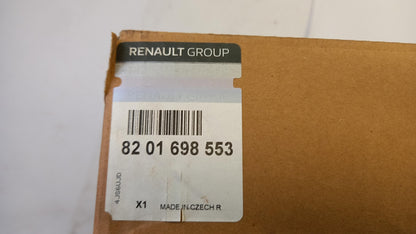 RENAULT GROUP
82 01 698 553
X1 MADE IN CZECH R